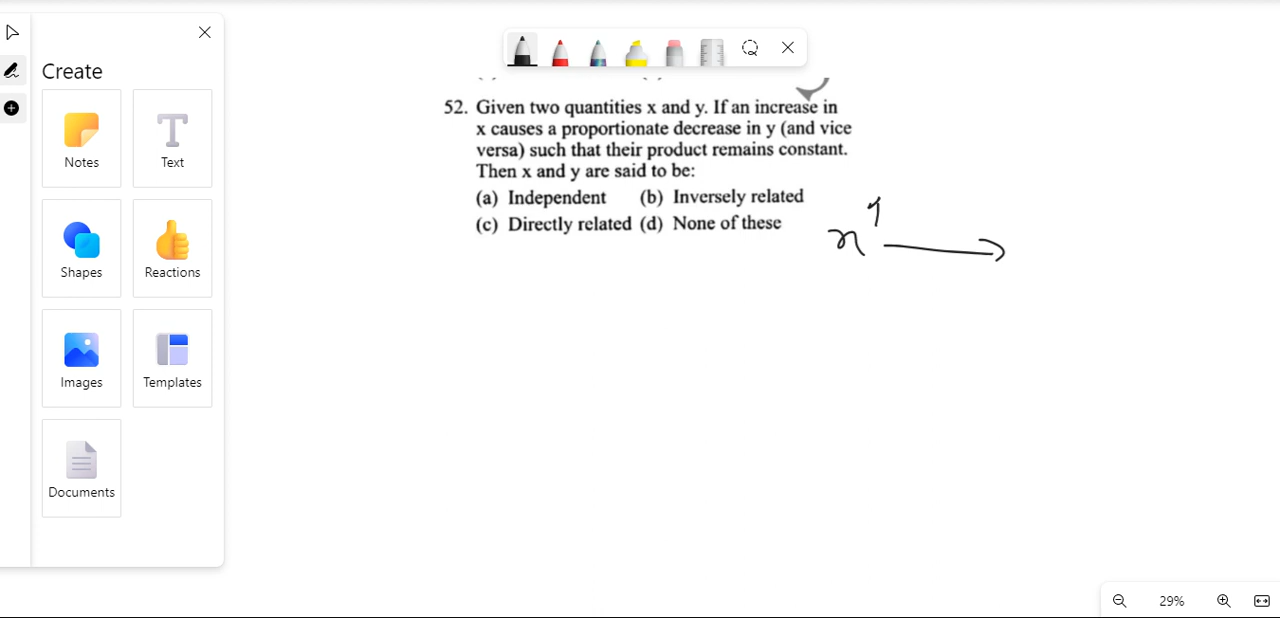 Create
Notes
Text
Shapes
Reactions
Images
Templates
Documents
52. Given two quantities x and y. If an increase in
x causes a proportionate decrease in y (and vice
versa) such that their product remains constant.
Then x and y are said to be:
(a) Independent (b) Inversely related
(c) Directly related (d) None of these
x
29%